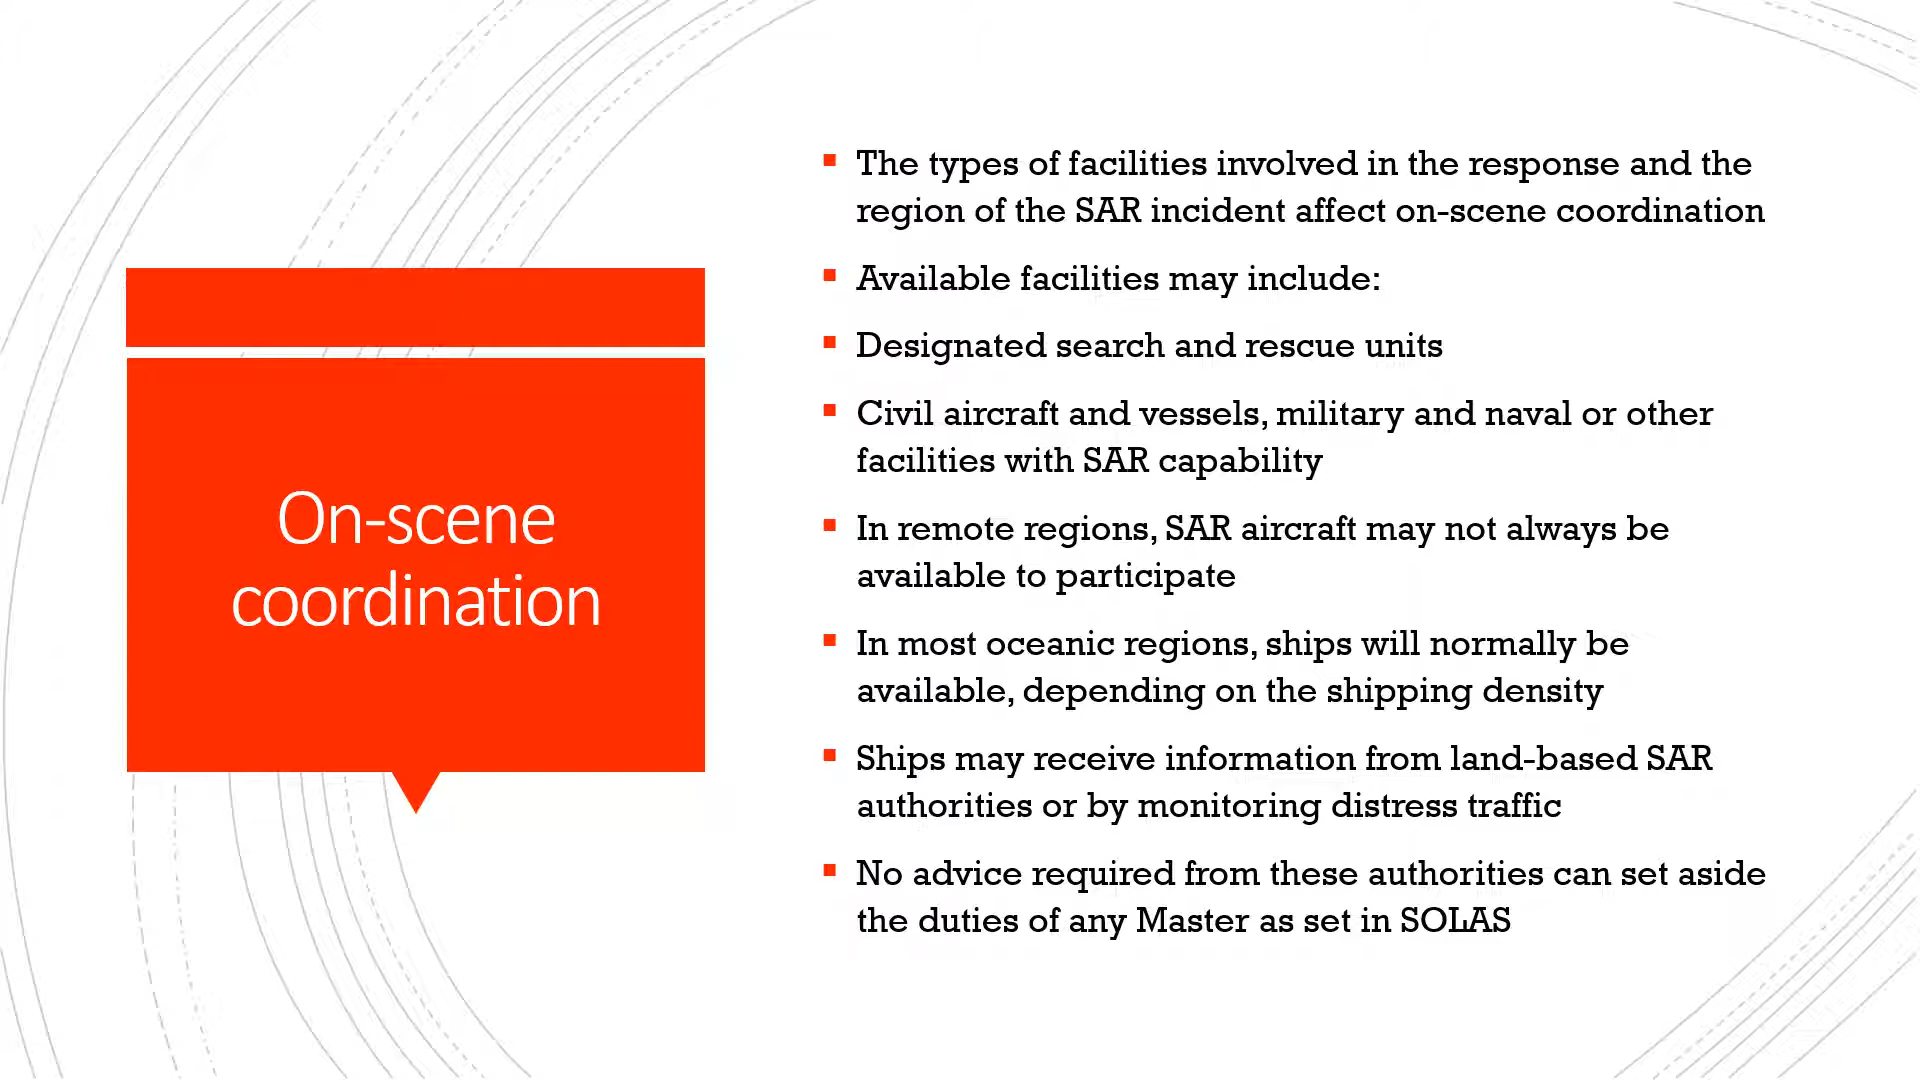 On-scene
coordination
The types of facilities involved in the response and the
region of the SAR incident affect on-scene coordination
Available facilities may include:
Designated search and rescue units
Civil aircraft and vessels, military and naval or other
facilities with SAR capability
In remote regions, SAR aircraft may not always be
available to participate
In most oceanic regions, ships will normally be
available, depending on the shipping density
Ships may receive information from land-based SAR
authorities or by monitoring distress traffic
No advice required from these authorities can set aside
the duties of any Master as set in SOLAS